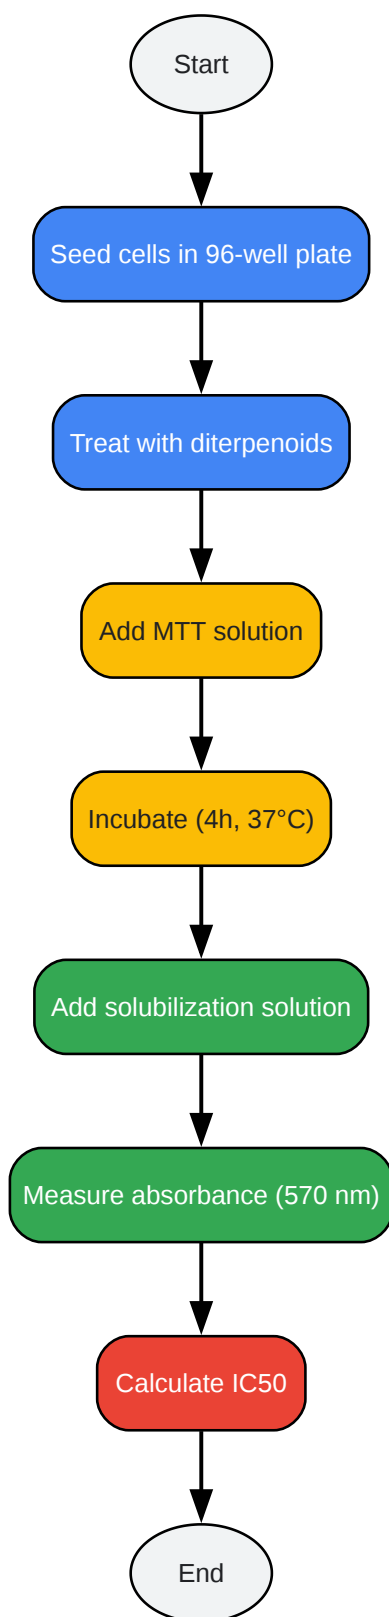 Start
Seed cells in 96-well plate
Treat with diterpenoids
Add MTT solution
Incubate (4h, 37°C)
Add solubilization solution
Measure absorbance (570 nm)
Calculate IC50
End